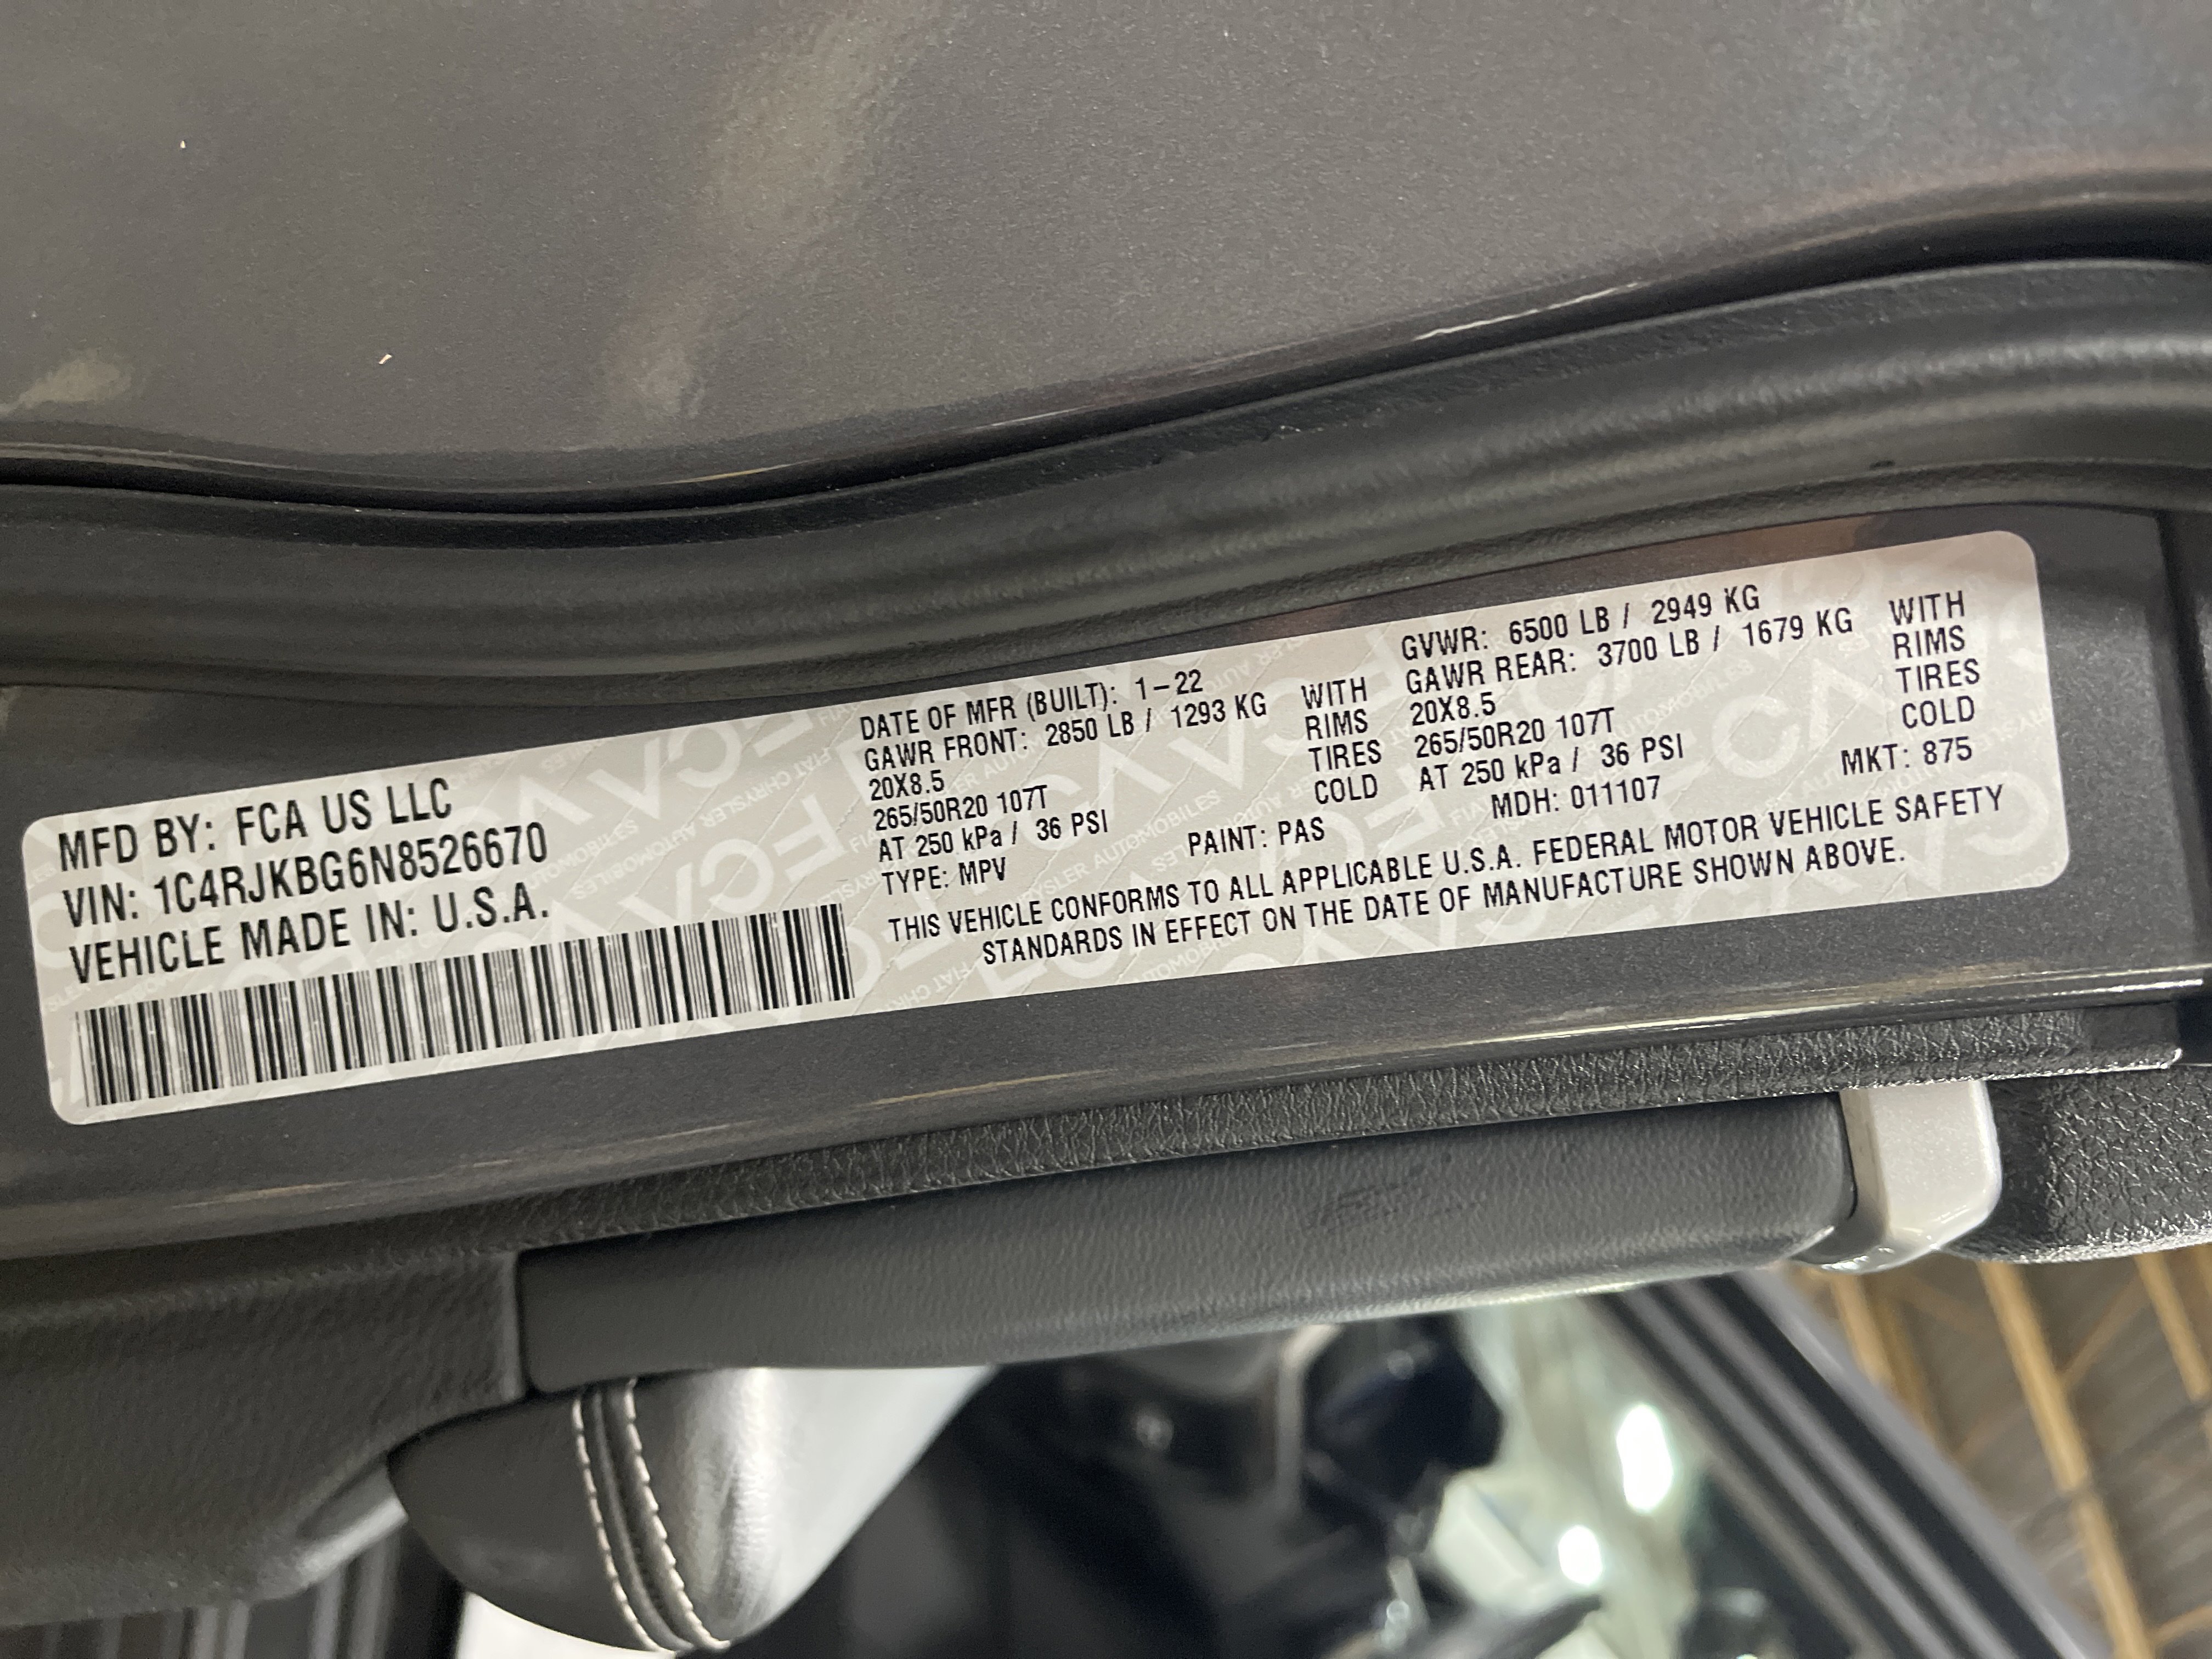 MFD BY: FCA US LLC
VIN: 1C4RJKBG6N8526670
VEHICLE MADE IN: U.S.A.
DATE OF MFR (BUILT): 1-22 GVWR: 6500 LB / 2949 KG
GAWR FRONT: 2850 LB / 1293 KG WITH GAWR REAR: 3700 LB / 1679 KG WITH
20X8.5 RIMS 20X8.5 RIMS
265/50R20 107T TIRES 265/50R20 107T TIRES
AT 250 kPa / 36 PSI COLD AT 250 kPa / 36 PSI COLD
TYPE: MPV PAINT: PAS MDH: 011107 MKT: 875
THIS VEHICLE CONFORMS TO ALL APPLICABLE U.S.A. FEDERAL MOTOR VEHICLE SAFETY
STANDARDS IN EFFECT ON THE DATE OF MANUFACTURE SHOWN ABOVE.